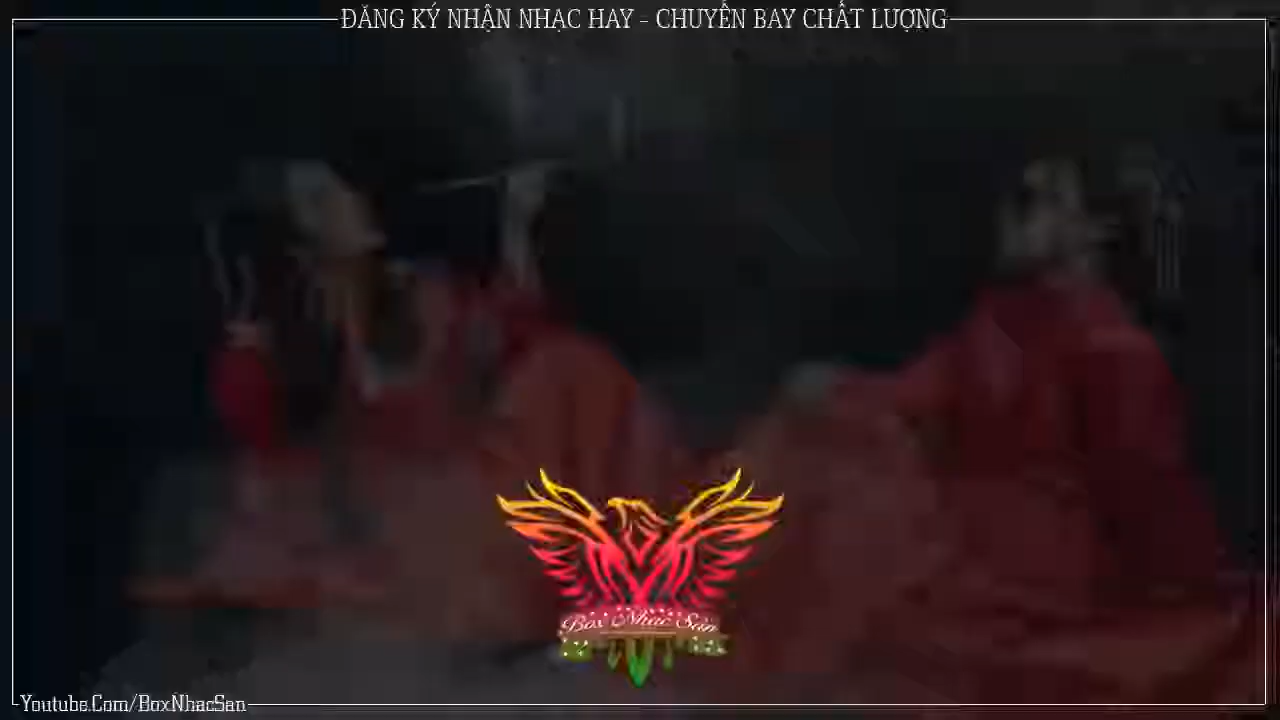 ĐĂNG KÝ NHẬN NHẠC HAY - CHUYẾN BAY CHẤT LƯỢNG
Box Nhạc Sàn
Youtube.Com/BoxNhacSan